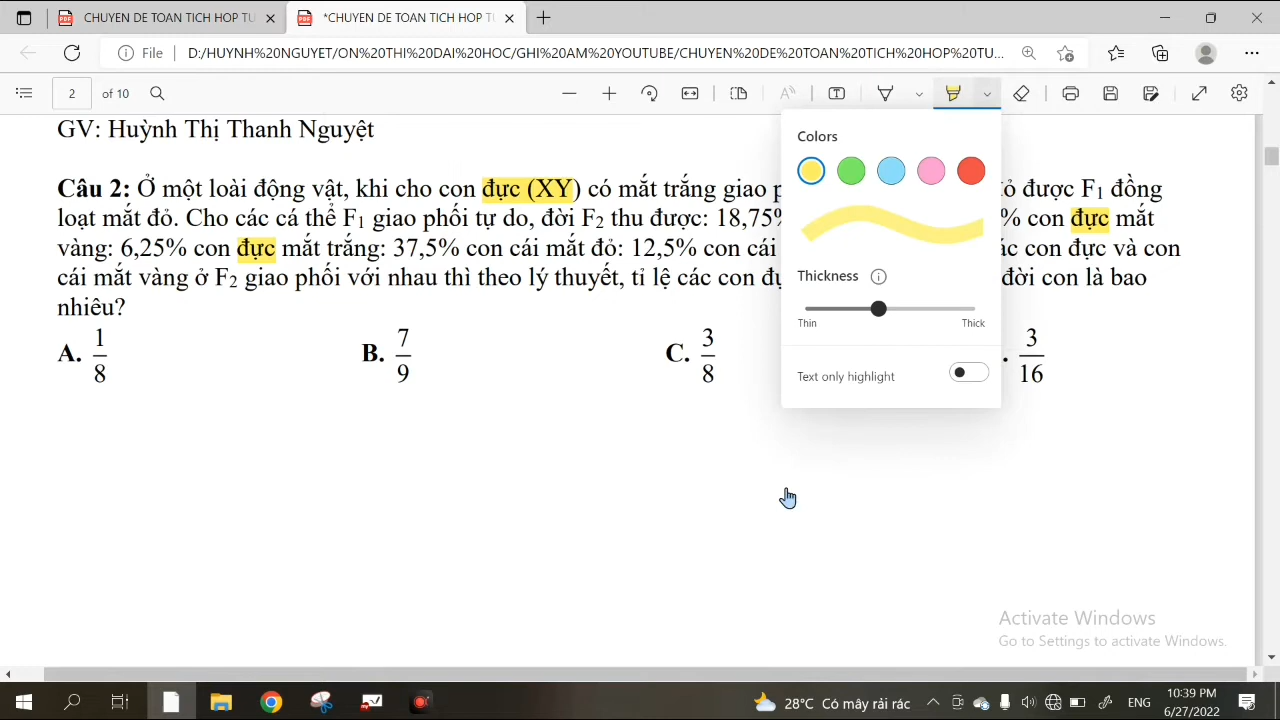 CHUYEN DE TOAN TICH HOP TU
*CHUYEN DE TOAN TICH HOP TU
File
D:/HUYNH%20NGUYET/ON%20THI%20DAI%20HOC/GHI%20AM%20YOUTUBE/CHUYEN%20DE%20TOAN%20TICH%20HOP%20TU...
2 of 10
GV: Huỳnh Thị Thanh Nguyệt
Colors
Câu 2: Ở một loài động vật, khi cho con đực (XY) có mắt trắng giao được F1 đồng
loạt mắt đỏ. Cho các cá thể F1 giao phối tự do, đời F2 thu được: 18,75% % con đực mắt
vàng: 6,25% con đực mắt trắng: 37,5% con cái mắt đỏ: 12,5% con cái con đực và con
cái mắt vàng ở F2 giao phối với nhau thì theo lý thuyết, tỉ lệ các con đời con là bao
nhiêu?
Thickness
Thin Thick
A. 1/8 B. 7/9 C. 3/8 . 3/16
Text only highlight
Activate Windows
Go to Settings to activate Windows.
28°C Có mây rải rác
ENG
10:39 PM
6/27/2022